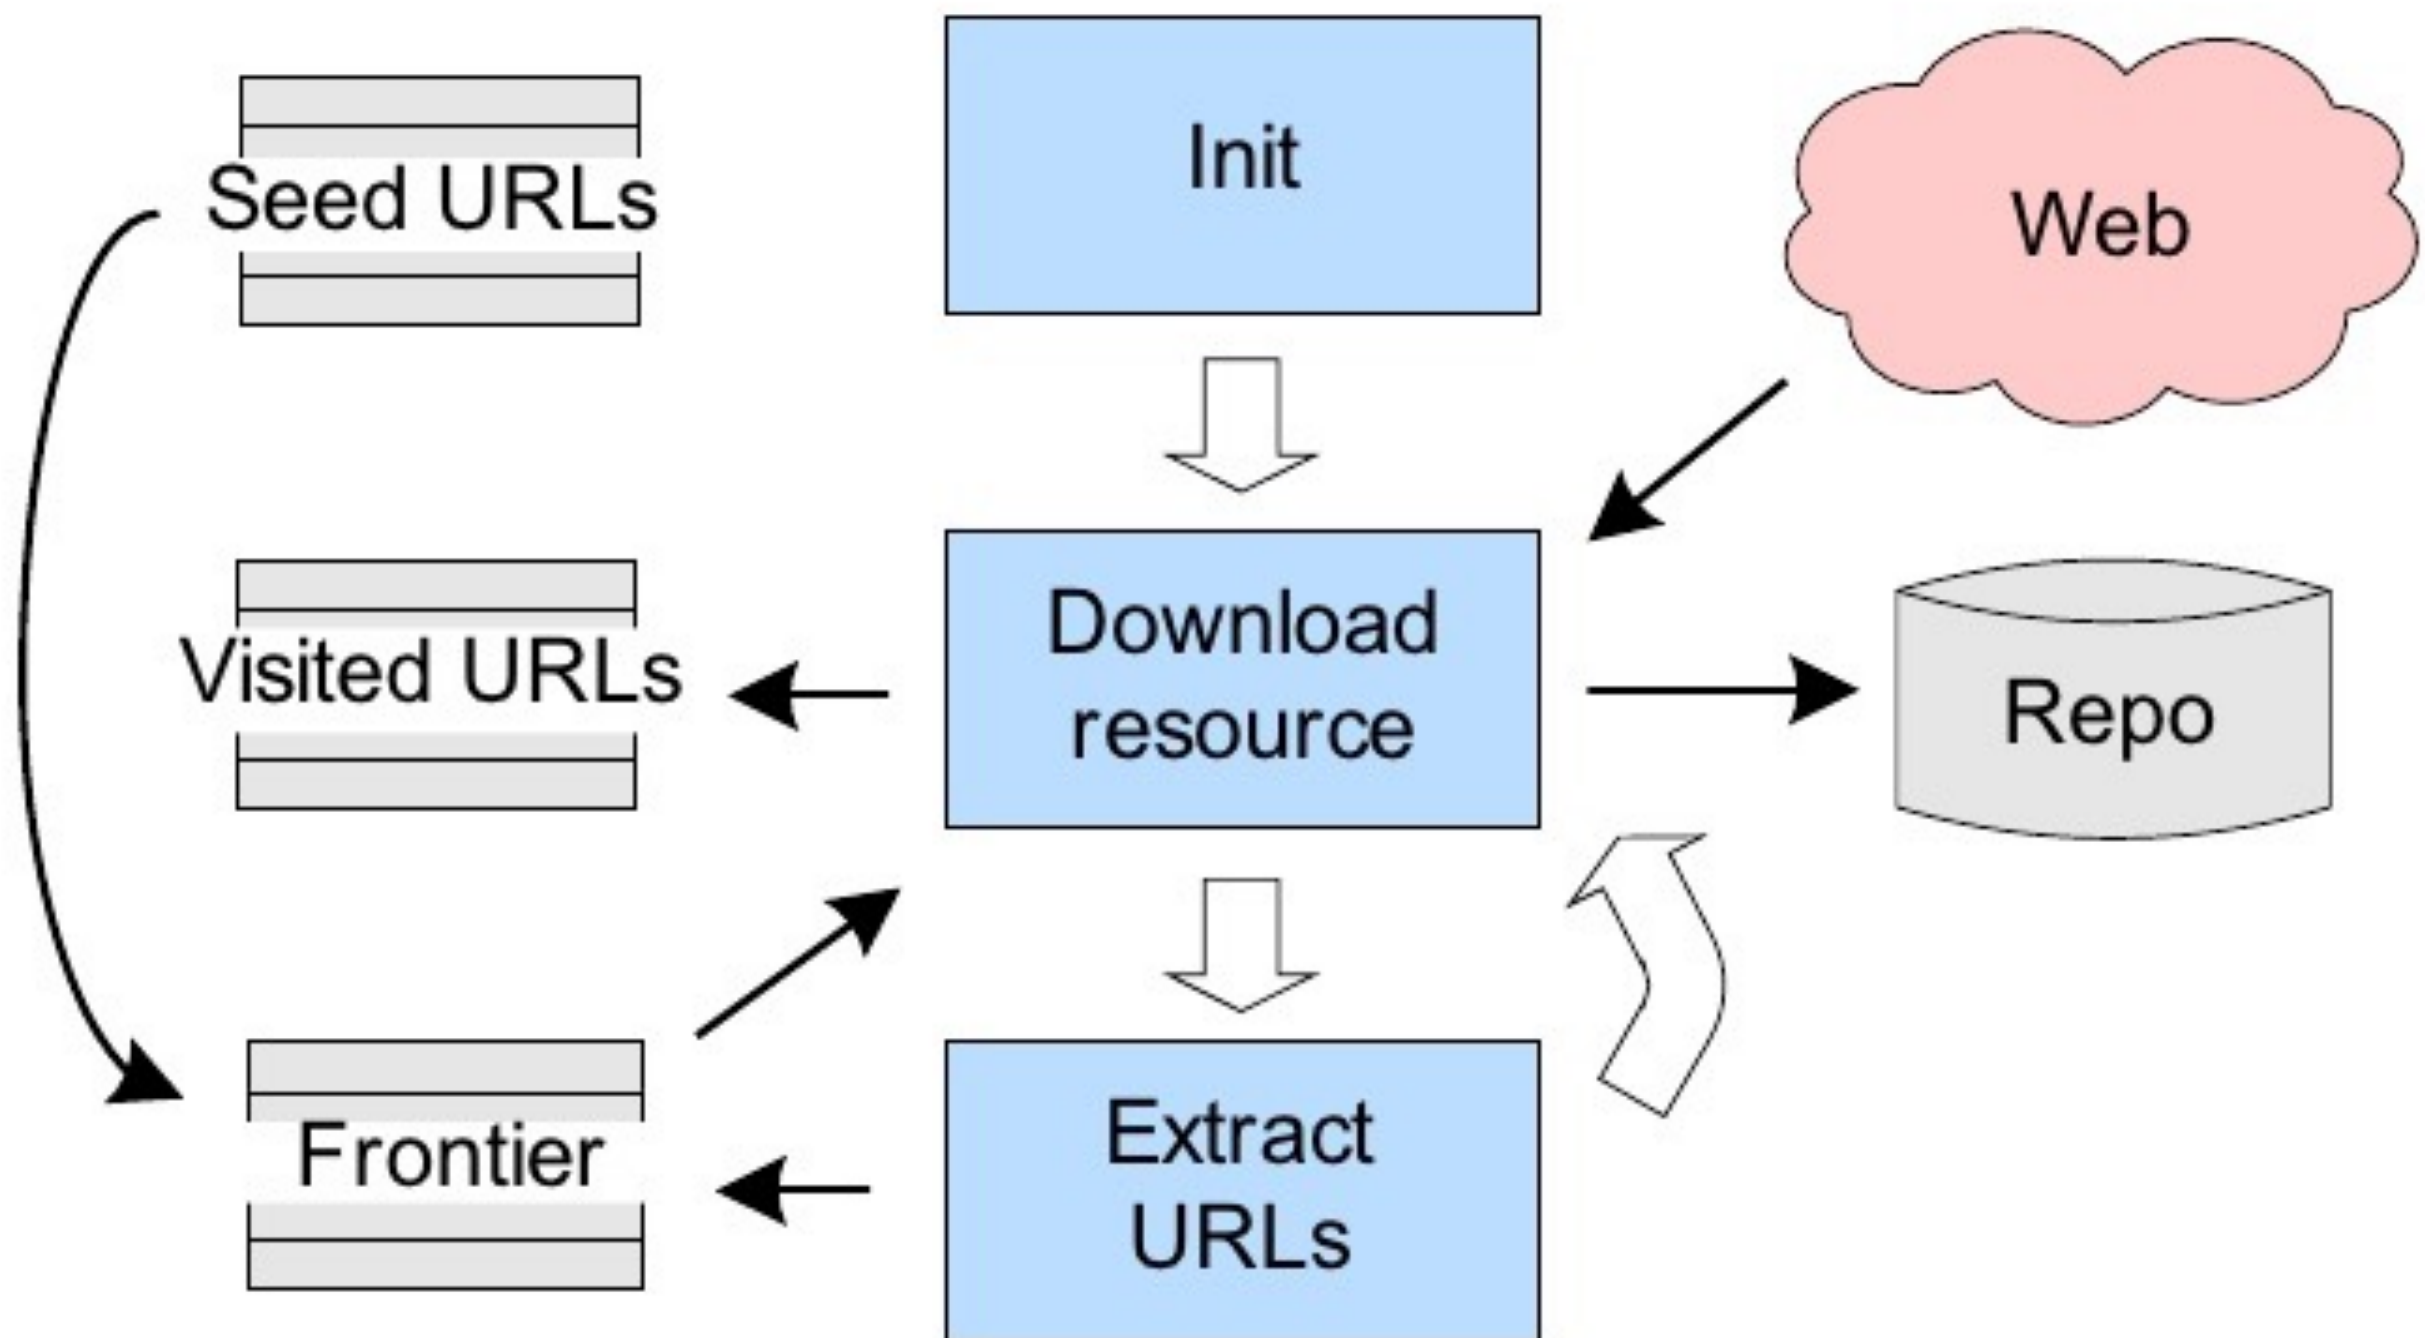 Seed URLs
Init
Web
Visited URLs
Download
resource
Repo
Frontier
Extract
URLs